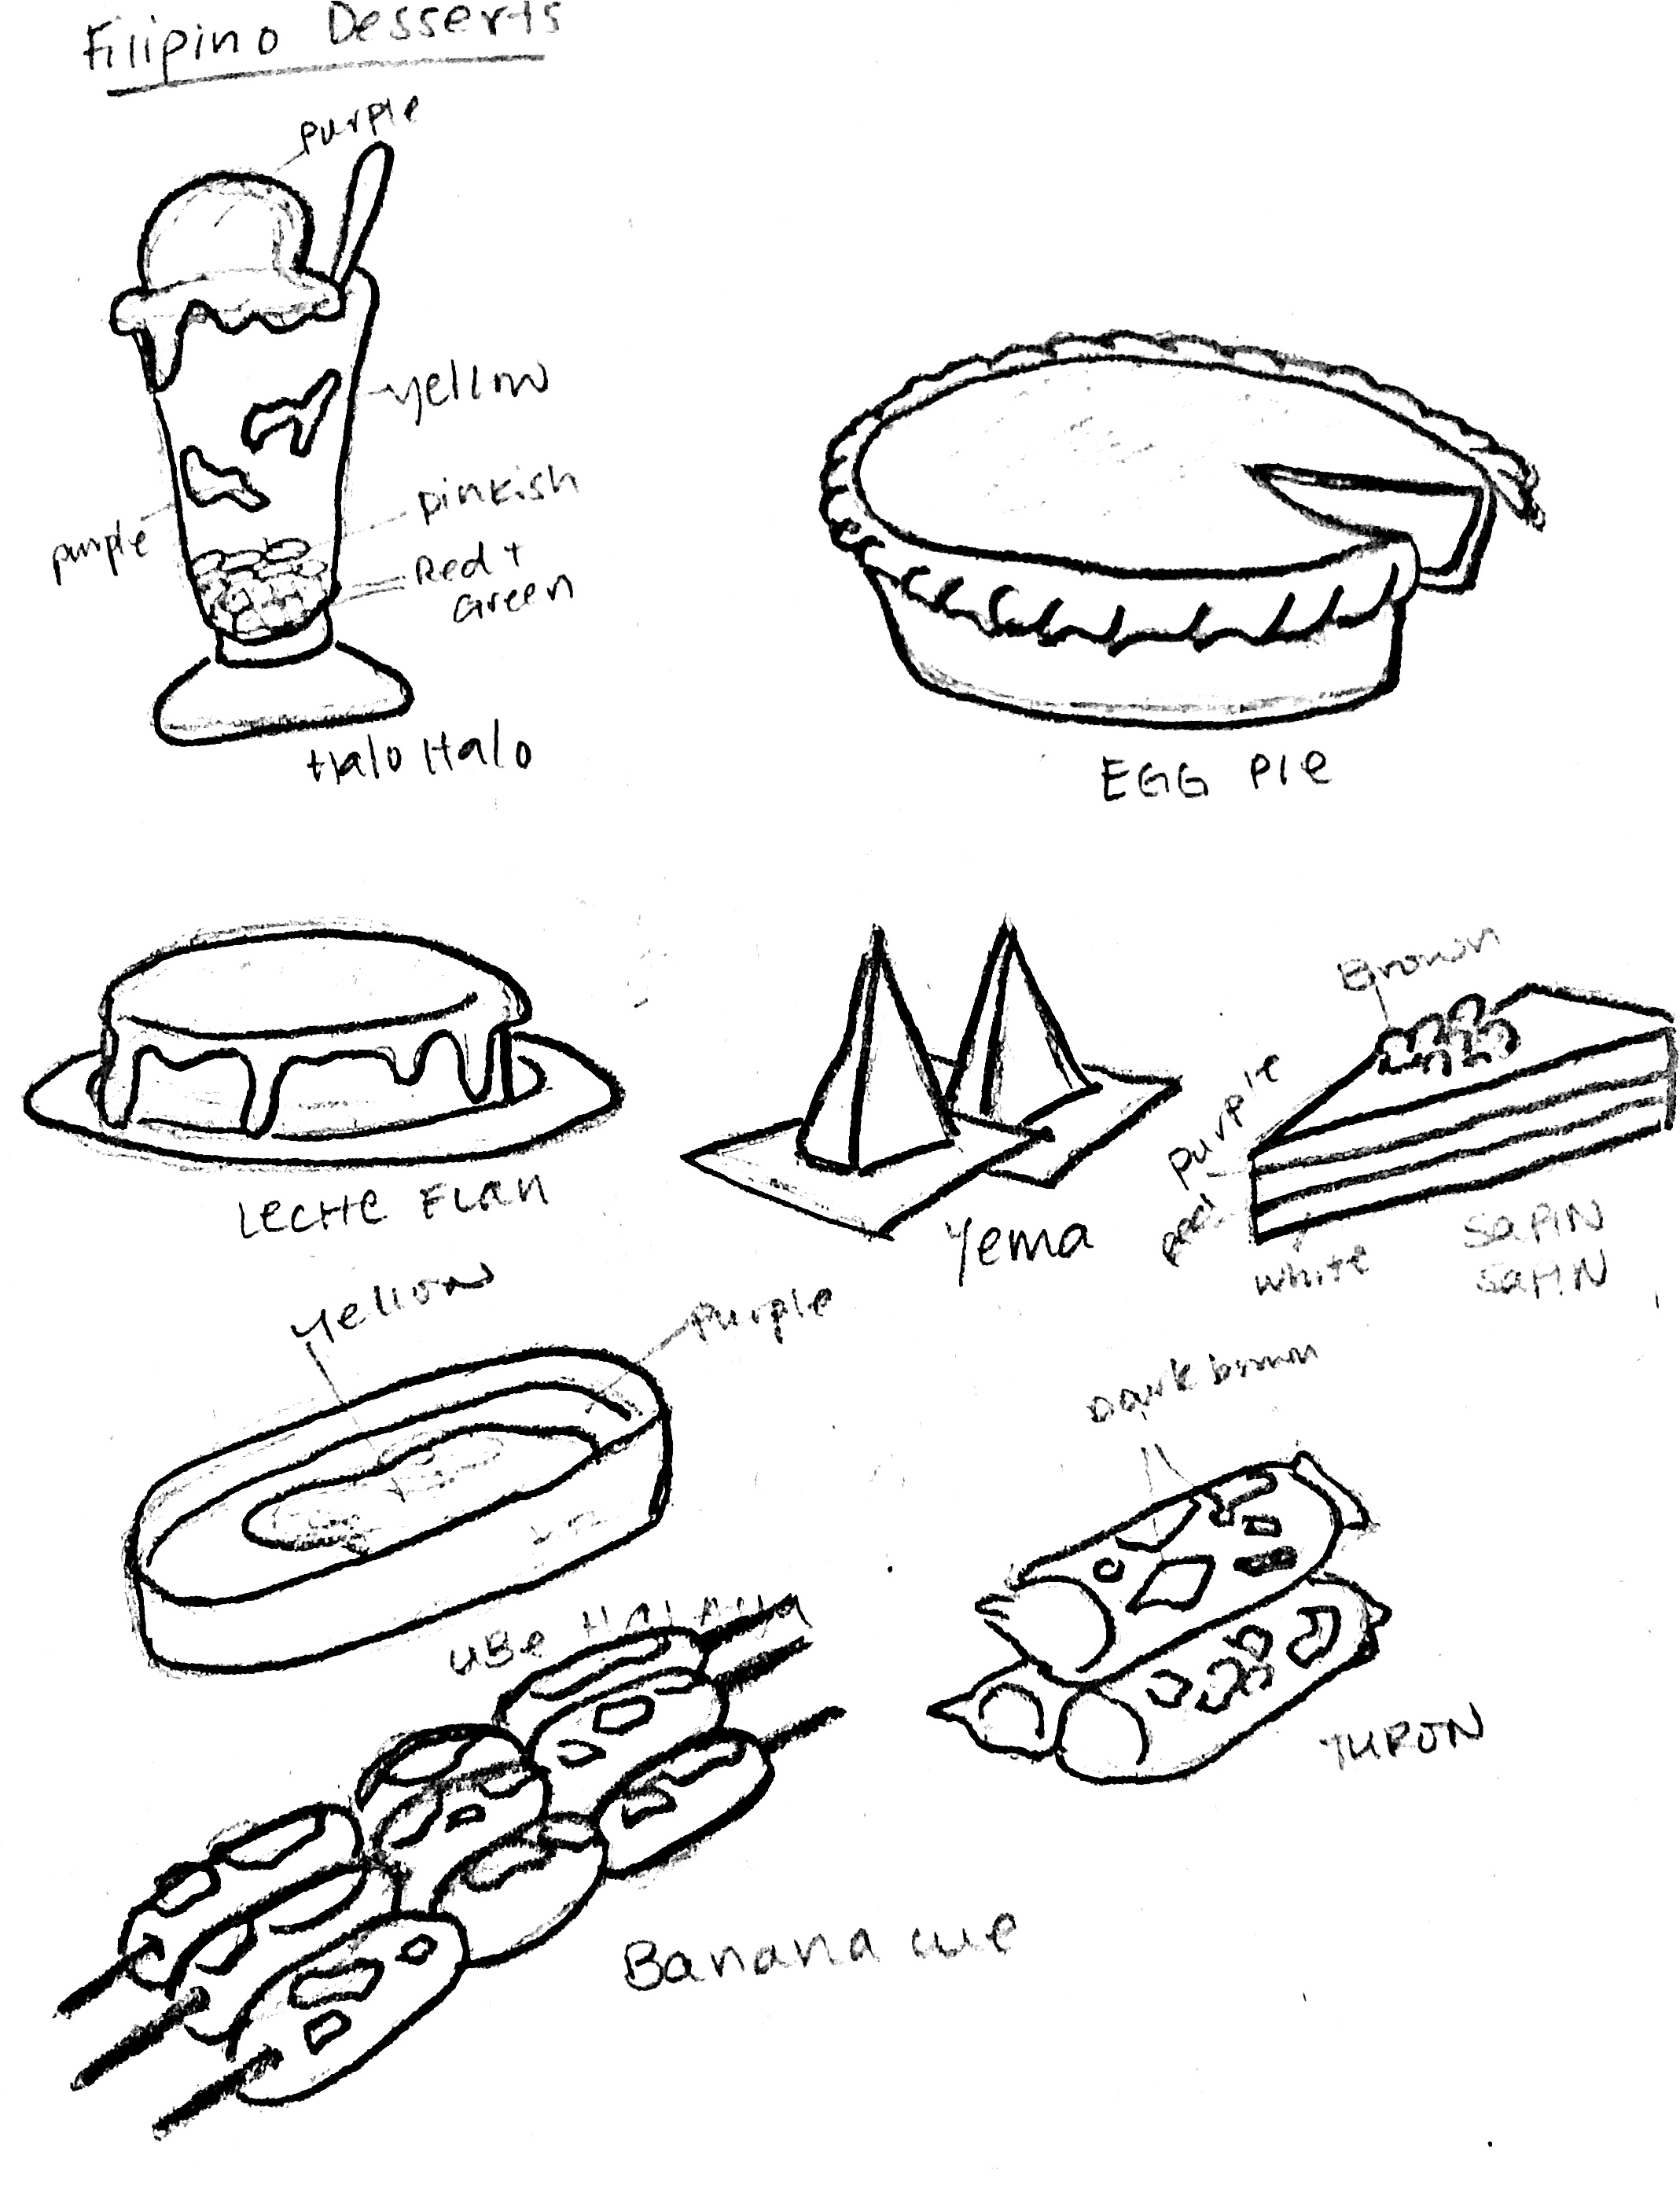 Filipino Desserts
purple
yellow
pinkish
purple
Red +
Green
Halo Halo
EGG PIe
Brown
purple
white
SaPIN
SaPIN
LeCHe FLan
Yema
yellow
purple
Dark brown
UBe HALAYA
TURON
Banana cue